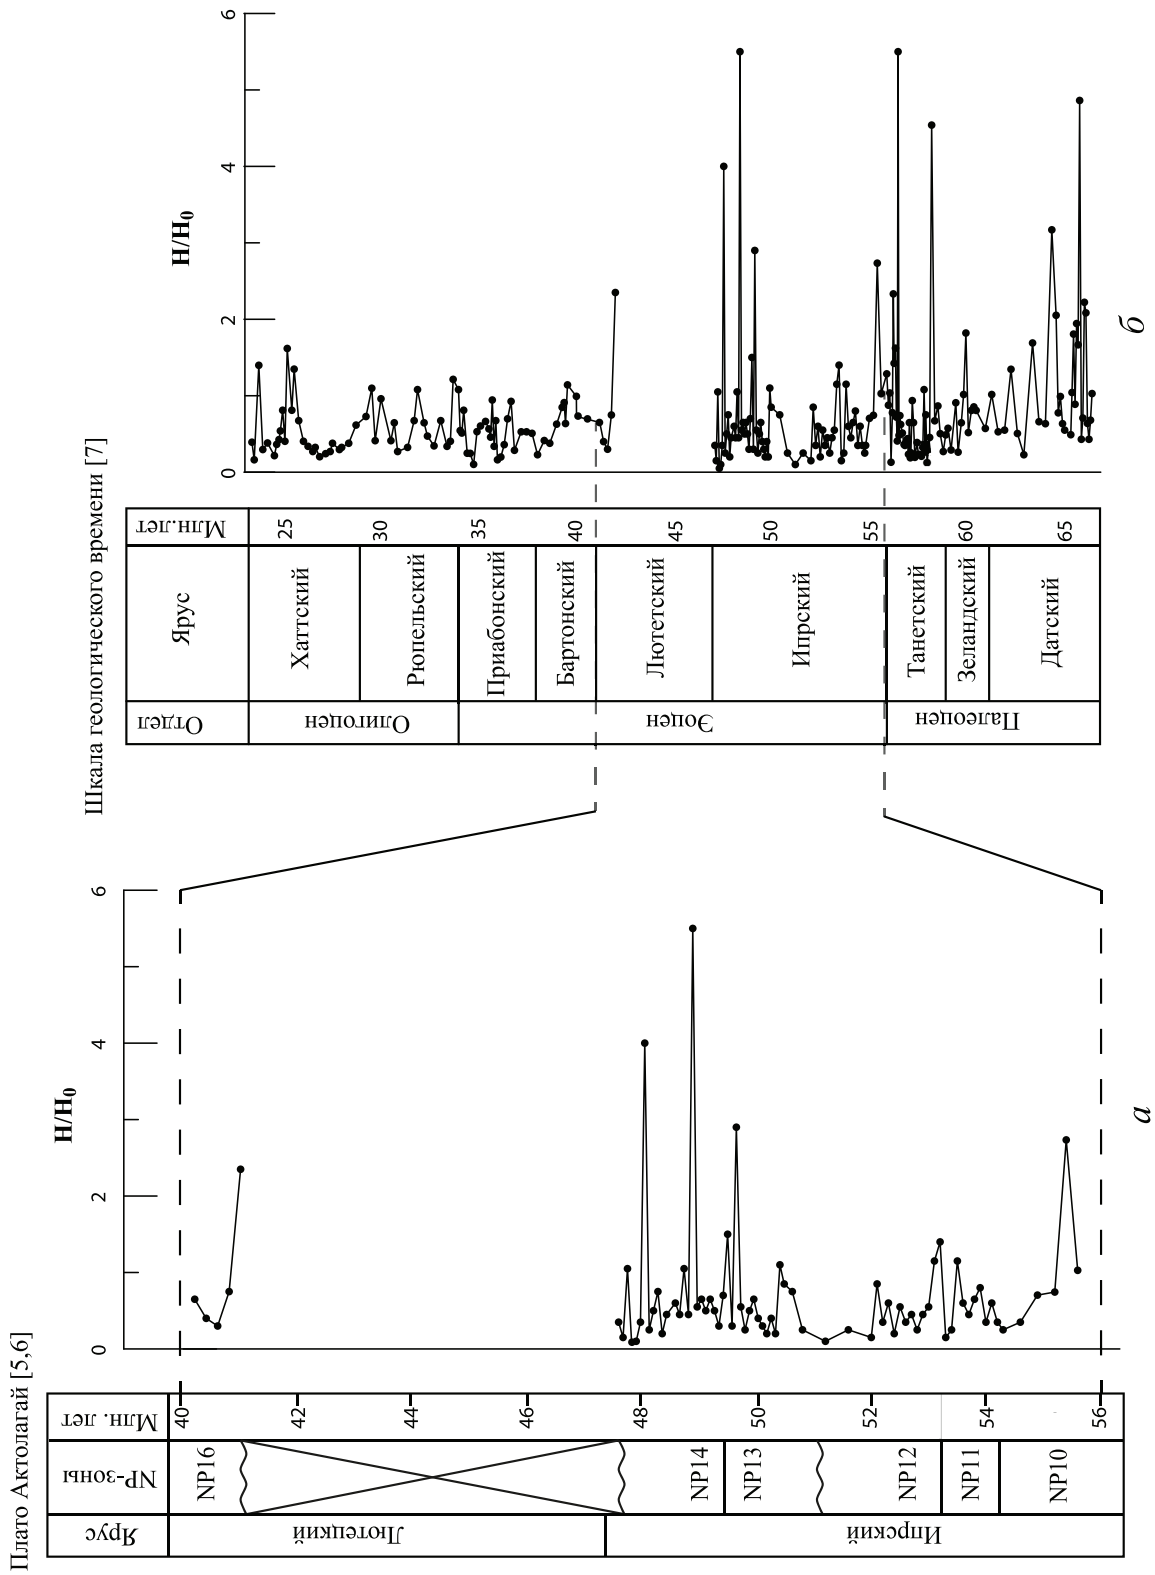 Шкала геологического времени [7]
Отдел
Ярус
Млн.лет
H/H0
0
2
4
6
Олигоцен
Эоцен
Палеоцен
Хаттский
Рюпельский
Приабонский
Бартонский
Лютетский
Ипрский
Танетский
Зеландский
Датский
25
30
35
40
45
50
55
60
65
б
Плато Актолагай [5,6]
Ярус
NP-зоны
Млн. лет
H/H0
0
2
4
6
Лютецкий
Ипрский
NP16
NP14
NP13
NP12
NP11
NP10
40
42
44
46
48
50
52
54
56
а